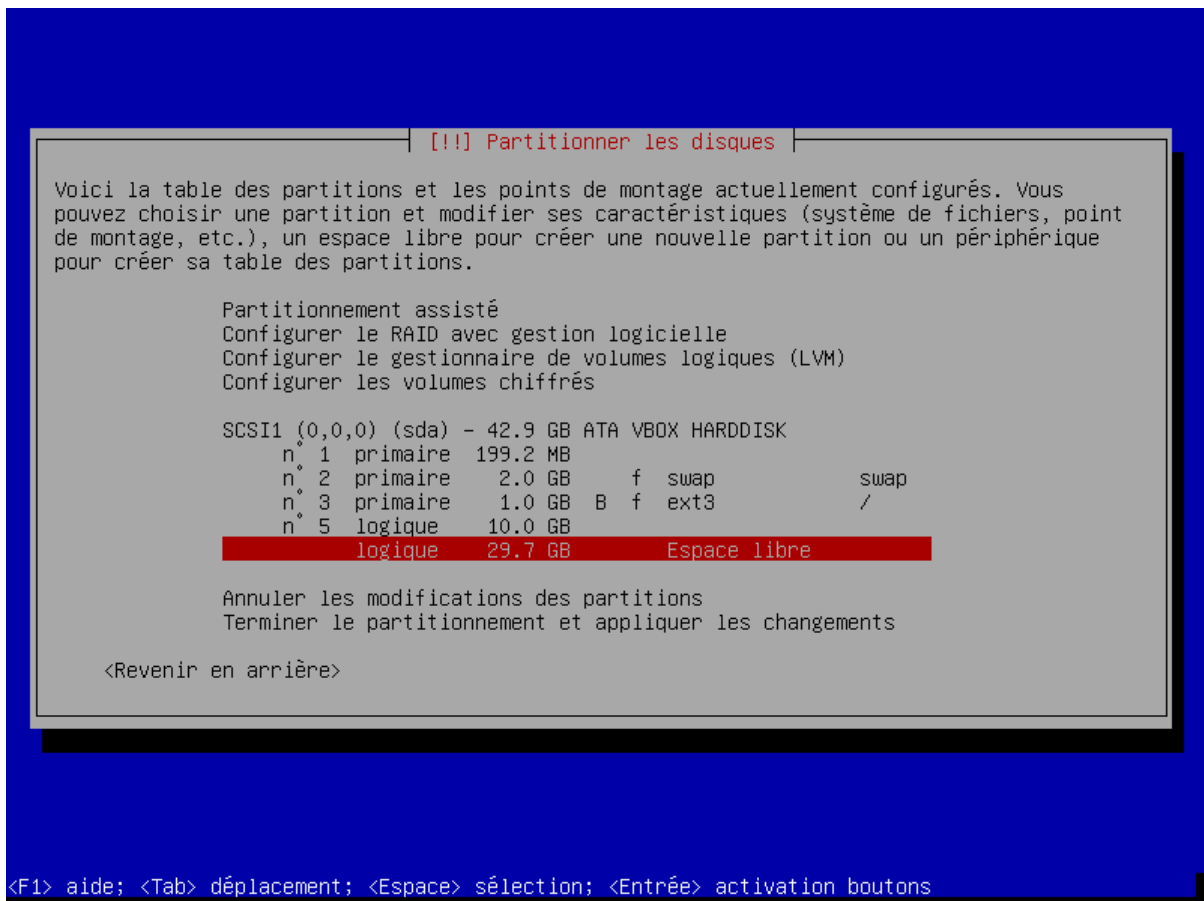 [!!] Partitionner les disques
Voici la table des partitions et les points de montage actuellement configurés. Vous
pouvez choisir une partition et modifier ses caractéristiques (système de fichiers, point
de montage, etc.), un espace libre pour créer une nouvelle partition ou un périphérique
pour créer sa table des partitions.
Partitionnement assisté
Configurer le RAID avec gestion logicielle
Configurer le gestionnaire de volumes logiques (LVM)
Configurer les volumes chiffrés
SCSI1 (0,0,0) (sda) - 42.9 GB ATA VBOX HARDDISK
n° 1 primaire 199.2 MB
n° 2 primaire 2.0 GB f swap swap
n° 3 primaire 1.0 GB B f ext3 /
n° 5 logique 10.0 GB
logique 29.7 GB Espace libre
Annuler les modifications des partitions
Terminer le partitionnement et appliquer les changements
<Revenir en arrière>
<F1> aide; <Tab> déplacement; <Espace> sélection; <Entrée> activation boutons